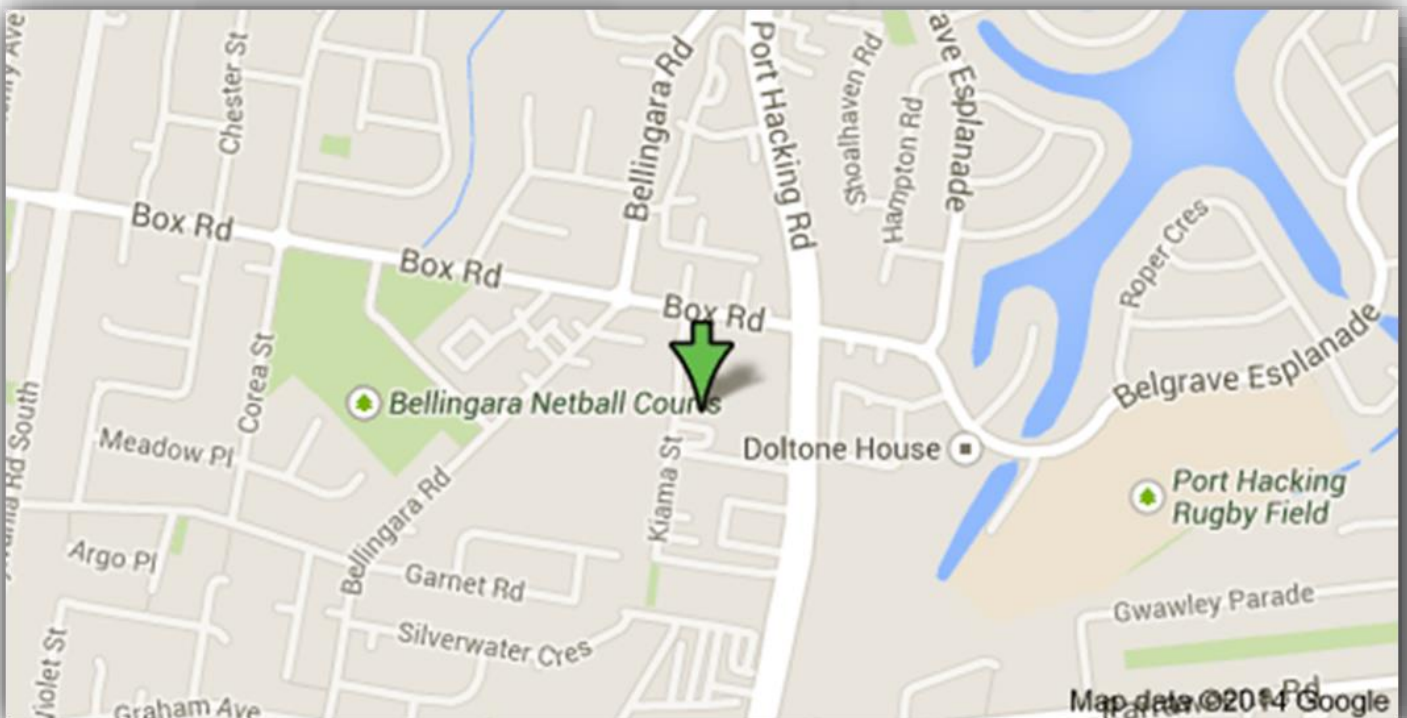 Chester St
Bellingara Rd
Port Hacking Rd
Shoalhaven Rd
Hampton Rd
ave Esplanade
Box Rd
Box Rd
Box Rd
Roper Cres
Belgrave Esplanade
Corea St
Bellingara Netball Courts
Meadow Pl
Kiama St
Doltone House
Port Hacking
Rugby Field
Rd South
Bellingara Rd
Argo Pl
Garnet Rd
Gwawley Parade
Silverwater Cres
Violet St
Graham Ave
Map data ©2014 Google